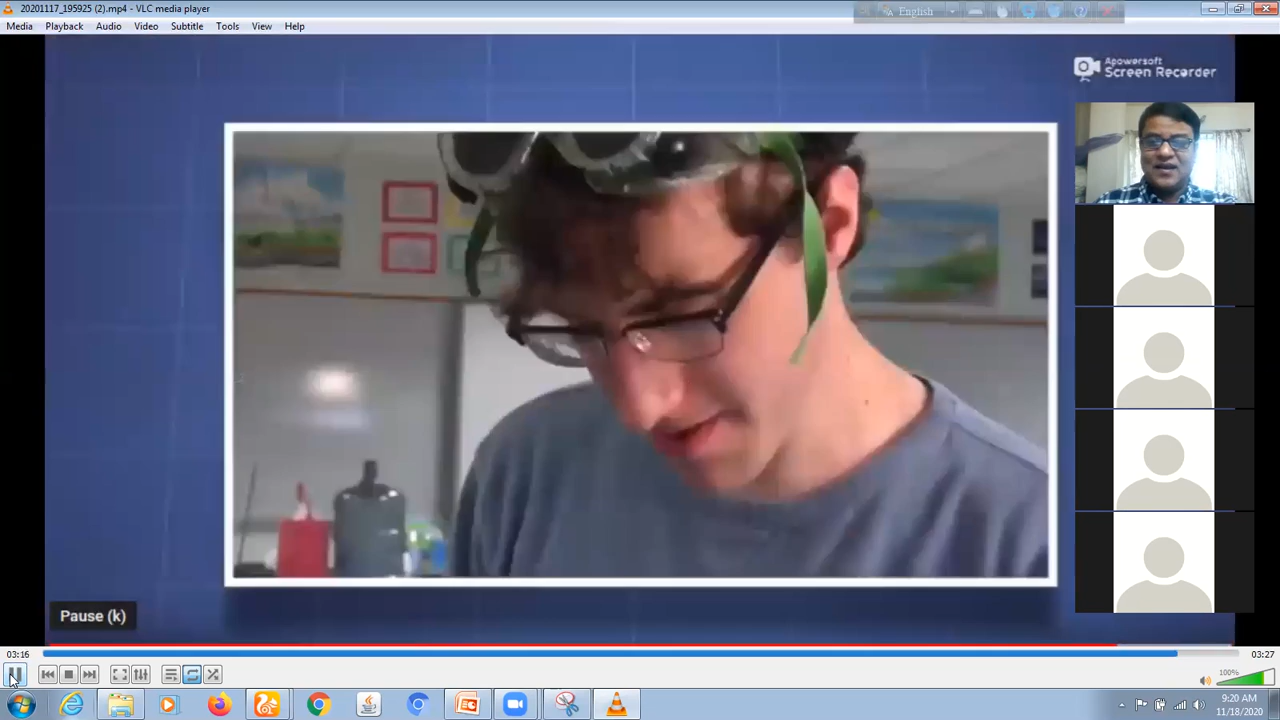 20201117_195925 (2).mp4 - VLC media player
English
Media Playback Audio Video Subtitle Tools View Help
Apowersoft
Screen Recorder
Pause (k)
03:16
03:27
100%
9:20 AM
11/18/2020